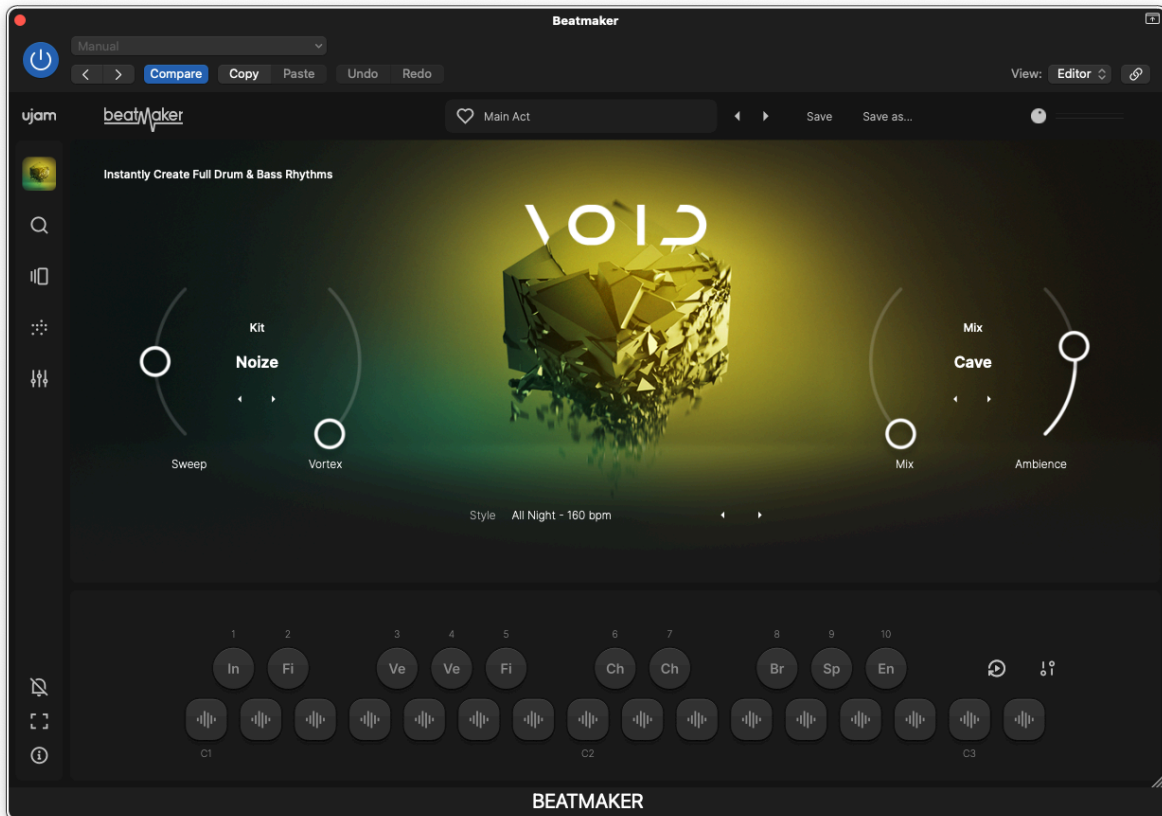 Beatmaker
Manual
Compare Copy Paste Undo Redo View: Editor
ujam beatMaker Main Act Save Save as...
Instantly Create Full Drum & Bass Rhythms
VOID
Kit Mix
Noize Cave
Sweep Vortex Mix Ambience
Style All Night - 160 bpm
1 2 3 4 5 6 7 8 9 10
In Fi Ve Ve Fi Ch Ch Br Sp En
C1 C2 C3
BEATMAKER